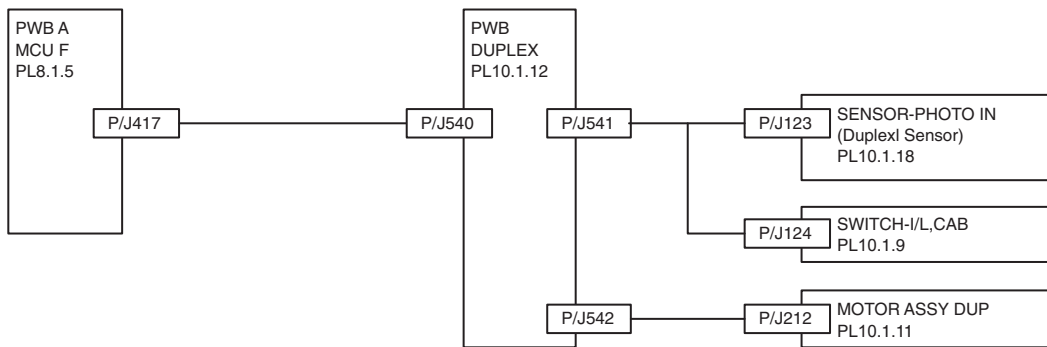 PWB A
MCU F
PL8.1.5
P/J417
P/J540
PWB
DUPLEX
PL10.1.12
P/J541
P/J542
P/J123
SENSOR-PHOTO IN
(Duplexl Sensor)
PL10.1.18
P/J124
SWITCH-I/L,CAB
PL10.1.9
P/J212
MOTOR ASSY DUP
PL10.1.11